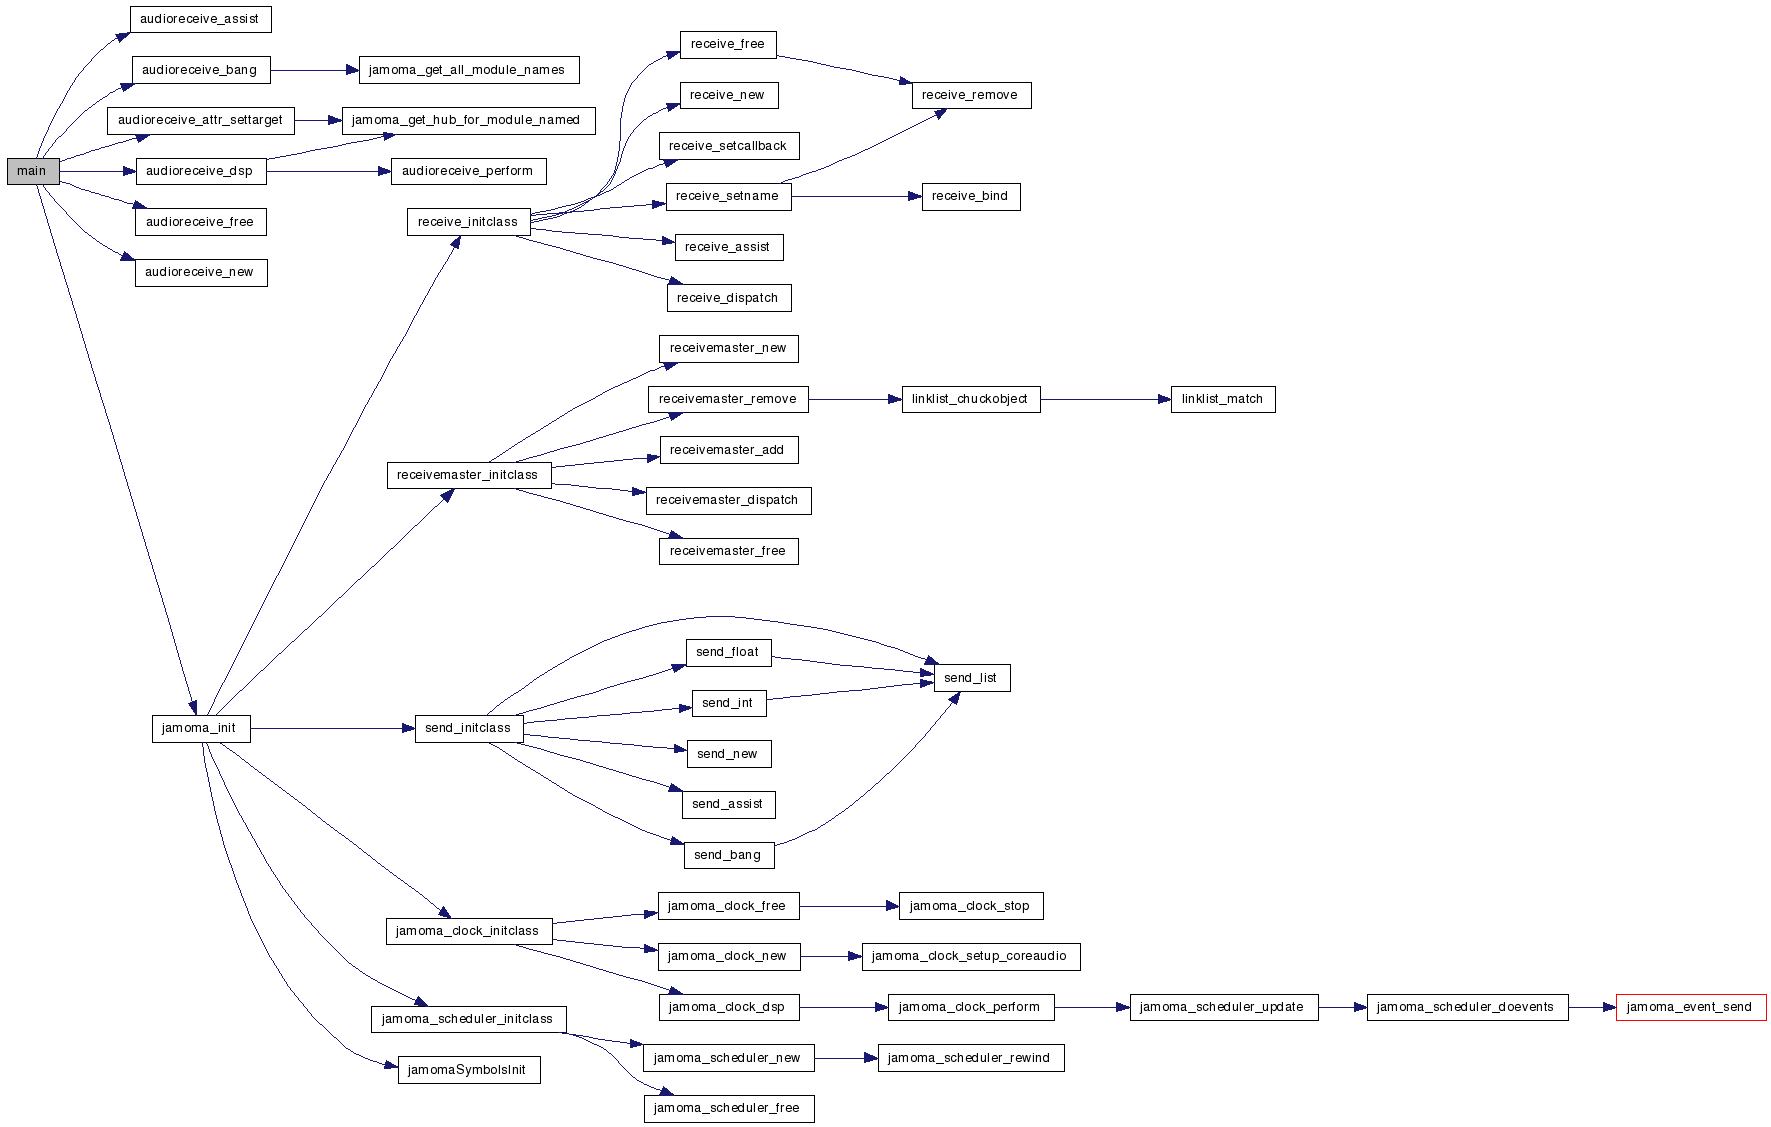 main
audioreceive_assist
audioreceive_bang
jamoma_get_all_module_names
audioreceive_attr_settarget
jamoma_get_hub_for_module_named
audioreceive_dsp
audioreceive_perform
audioreceive_free
audioreceive_new
jamoma_init
receive_initclass
receive_free
receive_remove
receive_new
receive_setcallback
receive_setname
receive_bind
receive_assist
receive_dispatch
receivemaster_initclass
receivemaster_new
receivemaster_remove
linklist_chuckobject
linklist_match
receivemaster_add
receivemaster_dispatch
receivemaster_free
send_initclass
send_float
send_list
send_int
send_new
send_assist
send_bang
jamoma_clock_initclass
jamoma_clock_free
jamoma_clock_stop
jamoma_clock_new
jamoma_clock_setup_coreaudio
jamoma_clock_dsp
jamoma_clock_perform
jamoma_scheduler_update
jamoma_scheduler_doevents
jamoma_event_send
jamoma_scheduler_initclass
jamoma_scheduler_new
jamoma_scheduler_rewind
jamoma_scheduler_free
jamomaSymbolsInit